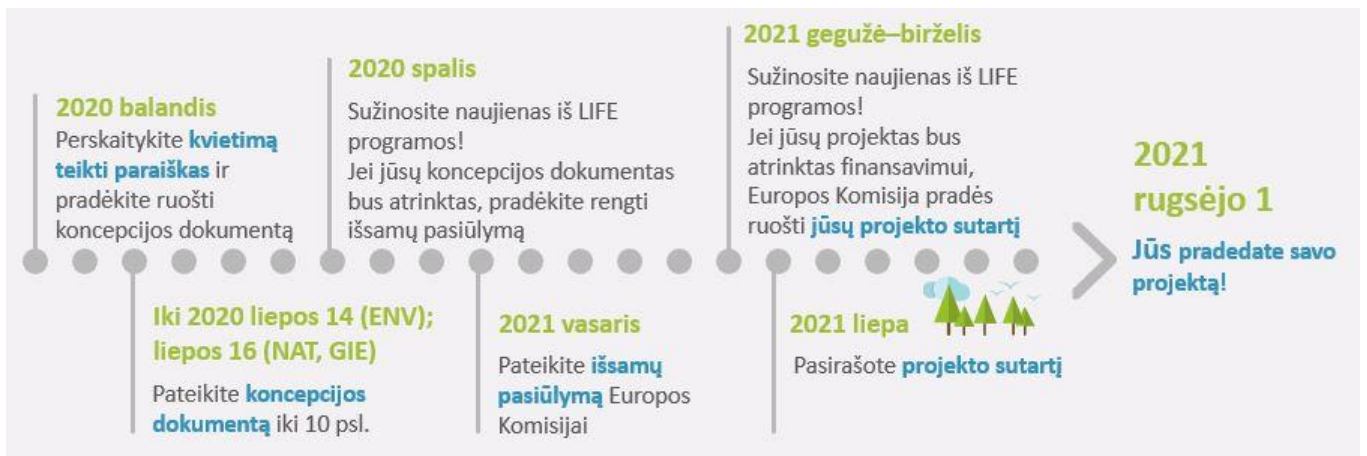 2020 balandis
Perskaitykite kvietimą
teikti paraiškas ir
pradėkite ruošti
koncepcijos dokumentą
Iki 2020 liepos 14 (ENV);
liepos 16 (NAT, GIE)
Pateikite koncepcijos
dokumentą iki 10 psl.
2020 spalis
Sužinosite naujienas iš LIFE
programos!
Jei jūsų koncepcijos dokumentas
bus atrinktas, pradėkite rengti
išsamų pasiūlymą
2021 vasaris
Pateikite išsamų
pasiūlymą Europos
Komisijai
2021 gegužė–birželis
Sužinosite naujienas iš LIFE
programos!
Jei jūsų projektas bus
atrinktas finansavimui,
Europos Komisija pradės
ruošti jūsų projekto sutartį
2021 liepa
Pasirašote projekto sutartį
2021
rugsėjo 1
Jūs pradedate savo
projektą!